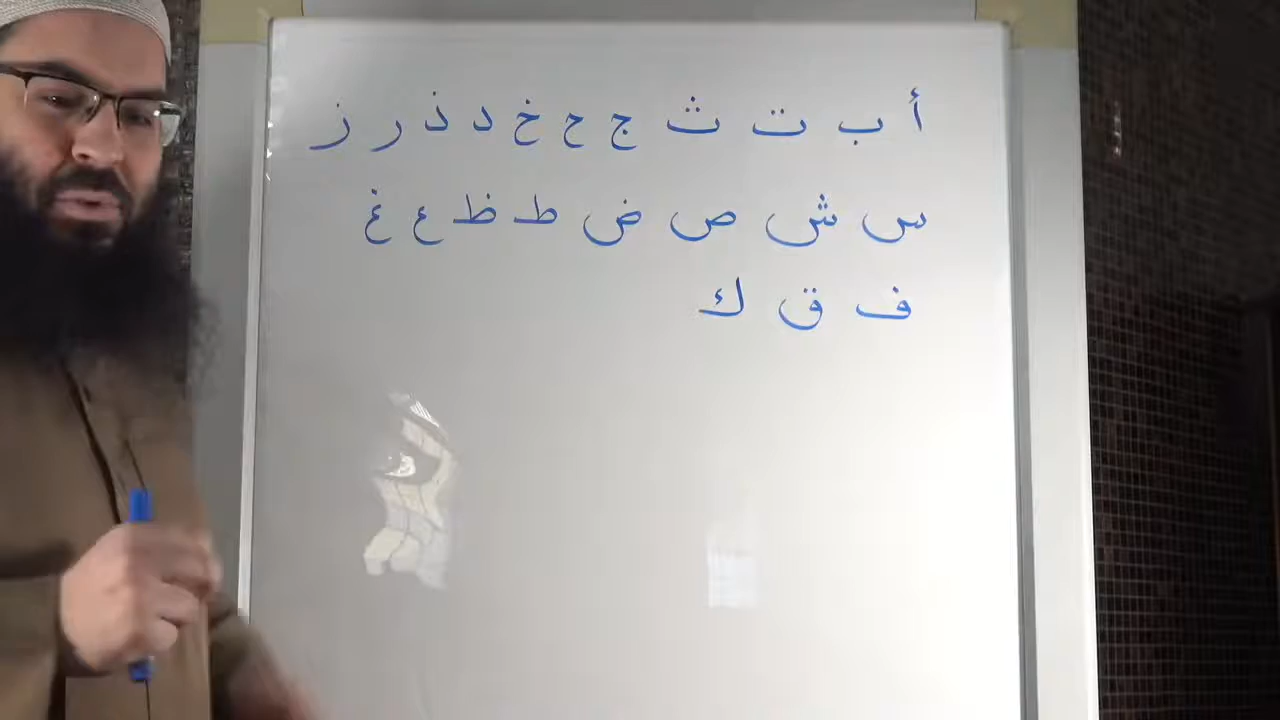 أ ب ت ث ج ح خ د ذ ر ز
س ش ص ض ط ظ ع غ
ف ق ك